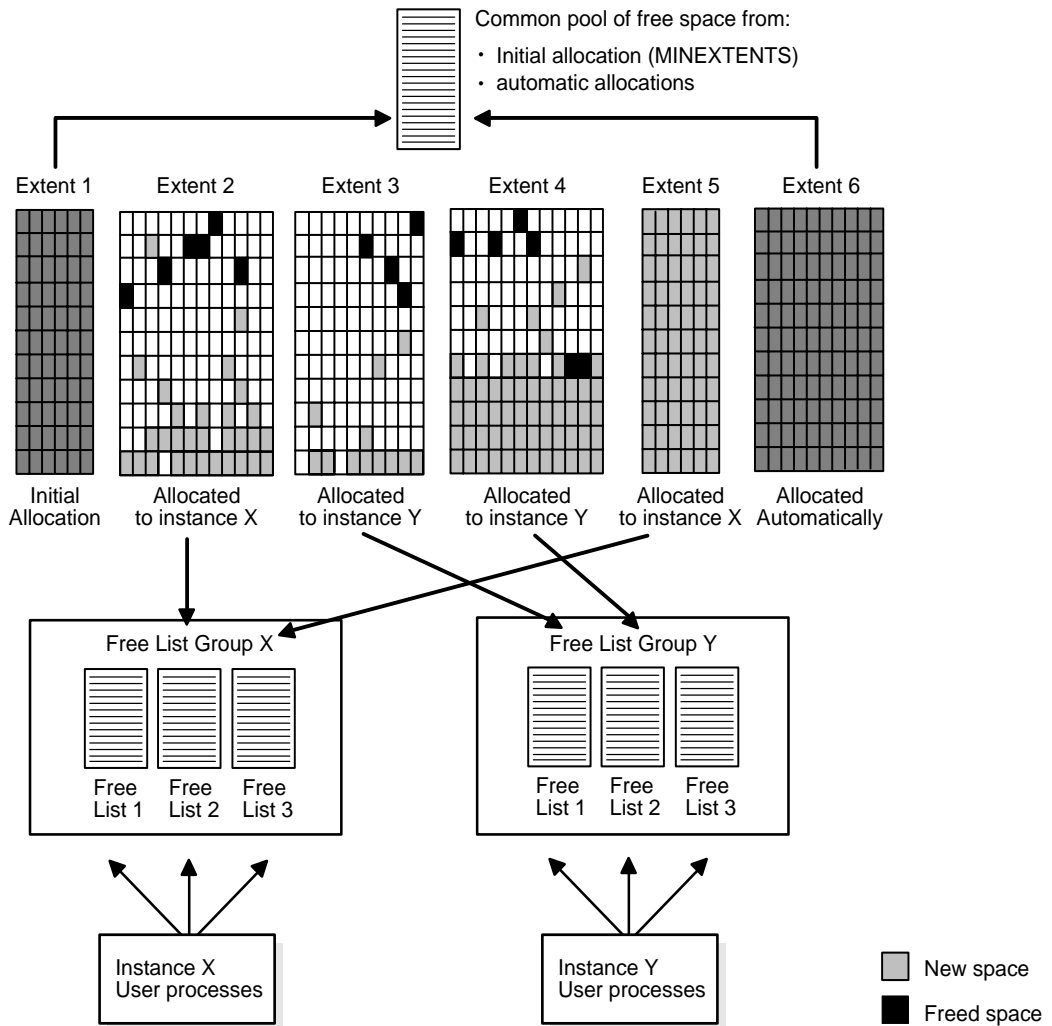 Common pool of free space from:
· Initial allocation (MINEXTENTS)
· automatic allocations
Extent 1
Extent 2
Extent 3
Extent 4
Extent 5
Extent 6
Initial
Allocation
Allocated
to instance X
Allocated
to instance Y
Allocated
to instance Y
Allocated
to instance X
Allocated
Automatically
Free List Group X
Free
List 1
Free
List 2
Free
List 3
Free List Group Y
Free
List 1
Free
List 2
Free
List 3
Instance X
User processes
Instance Y
User processes
New space
Freed space